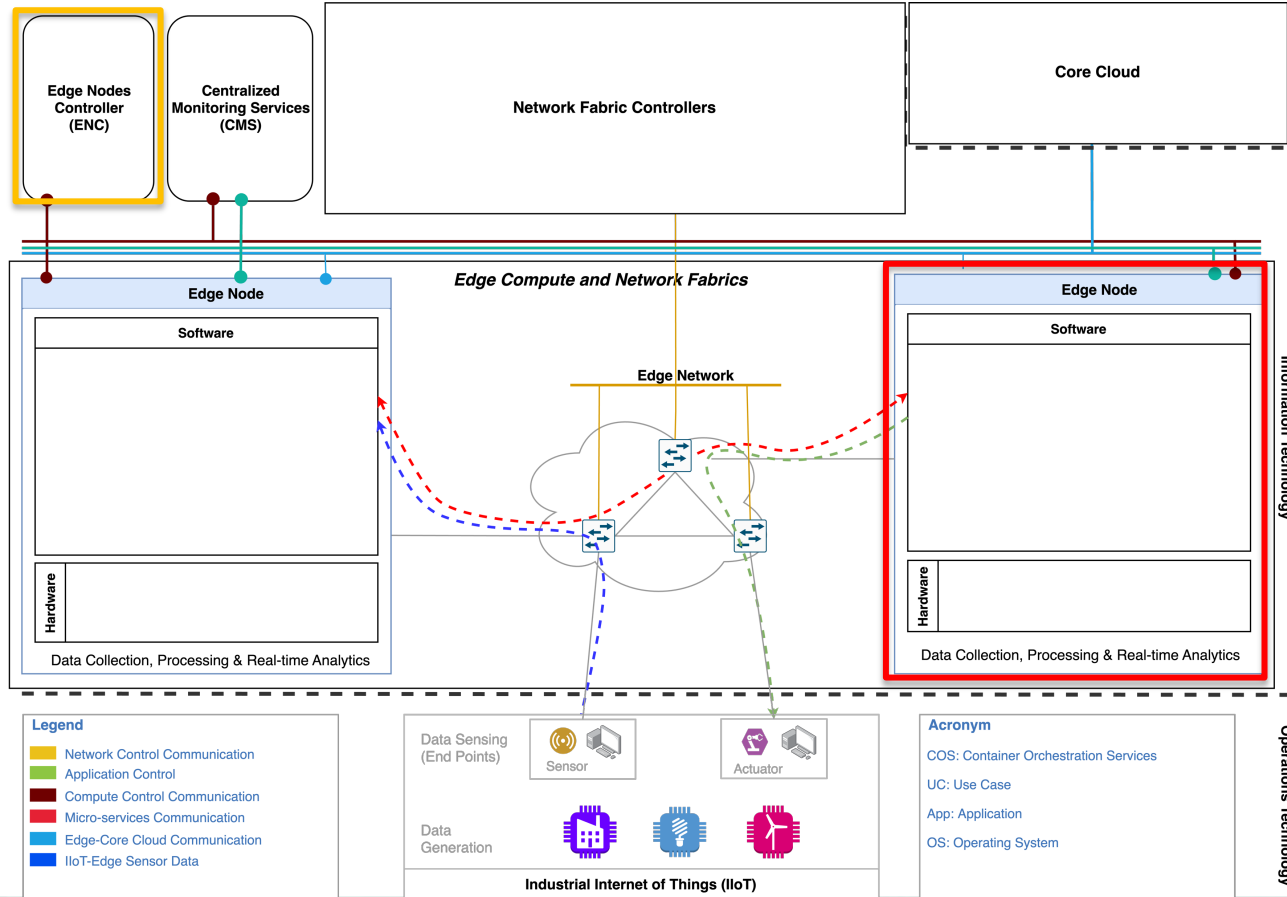 Edge Nodes
Controller
(ENC)
Centralized
Monitoring Services
(CMS)
Network Fabric Controllers
Core Cloud
Edge Compute and Network Fabrics
Edge Node
Software
Hardware
Data Collection, Processing & Real-time Analytics
Edge Network
Edge Node
Software
Hardware
Data Collection, Processing & Real-time Analytics
Information Technology
Legend
Network Control Communication
Application Control
Compute Control Communication
Micro-services Communication
Edge-Core Cloud Communication
IIoT-Edge Sensor Data
Data Sensing
(End Points)
Sensor
Actuator
Data
Generation
Industrial Internet of Things (IIoT)
Acronym
COS: Container Orchestration Services
UC: Use Case
App: Application
OS: Operating System
Operations Technology